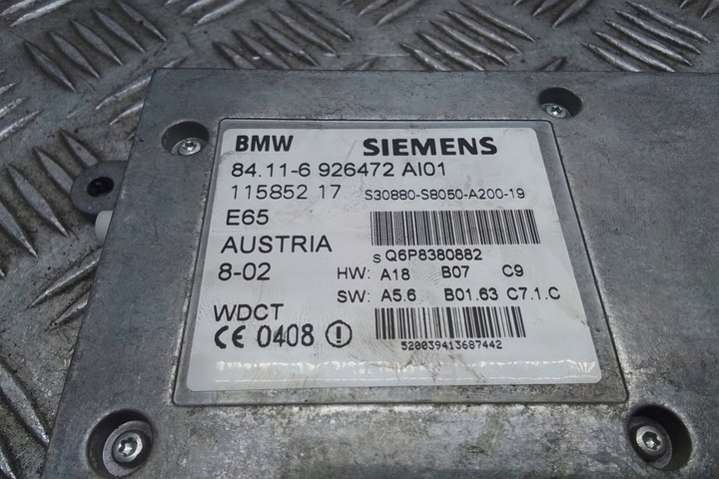 BMW SIEMENS
84.11-6 926472 AI01
115852 17 S30880-S8050-A200-19
E65
AUSTRIA
S Q6P8380882
8-02 HW: A18 B07 C9
SW: A5.6 B01.63 C7.1.C
WDCT
CE 0408
520039413687442